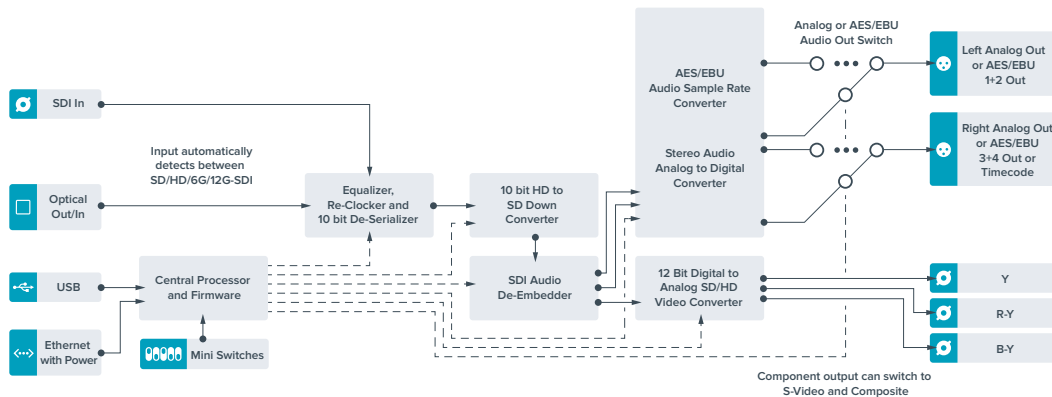 Analog or AES/EBU
Audio Out Switch
Left Analog Out
or AES/EBU
1+2 Out
AES/EBU
Audio Sample Rate
Converter
SDI In
Input automatically
detects between
SD/HD/6G/12G-SDI
Right Analog Out
or AES/EBU
3+4 Out or
Timecode
Stereo Audio
Analog to Digital
Converter
Optical
Out/In
Equalizer,
Re-Clocker and
10 bit De-Serializer
10 bit HD to
SD Down
Converter
USB
Central Processor
and Firmware
SDI Audio
De-Embedder
12 Bit Digital to
Analog SD/HD
Video Converter
Y
R-Y
B-Y
Ethernet
with Power
Mini Switches
Component output can switch to
S-Video and Composite